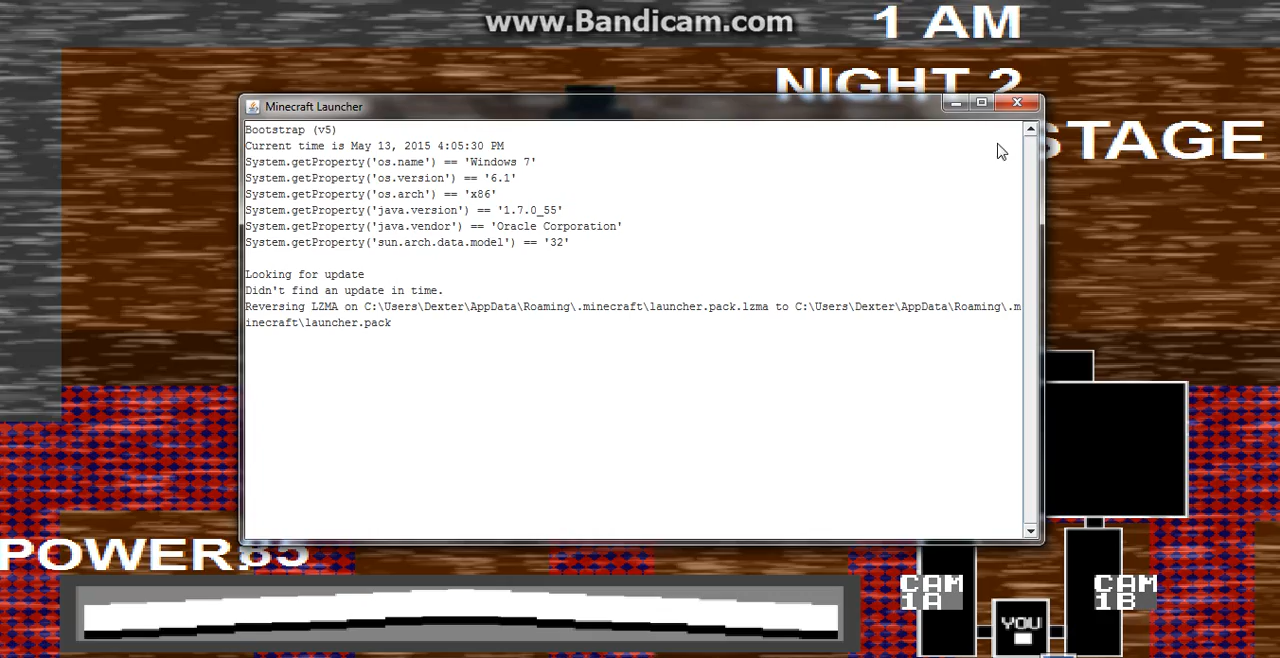 www.Bandicam.com
1 AM
NIGHT 2
STAGE
Minecraft Launcher
Bootstrap (v5)
Current time is May 13, 2015 4:05:30 PM
System.getProperty('os.name') == 'Windows 7'
System.getProperty('os.version') == '6.1'
System.getProperty('os.arch') == 'x86'
System.getProperty('java.version') == '1.7.0_55'
System.getProperty('java.vendor') == 'Oracle Corporation'
System.getProperty('sun.arch.data.model') == '32'
Looking for update
Didn't find an update in time.
Reversing LZMA on C:\Users\Dexter\AppData\Roaming\.minecraft\launcher.pack.lzma to C:\Users\Dexter\AppData\Roaming\.m
inecraft\launcher.pack
POWER:85
CAM
1A
CAM
1B
YOU